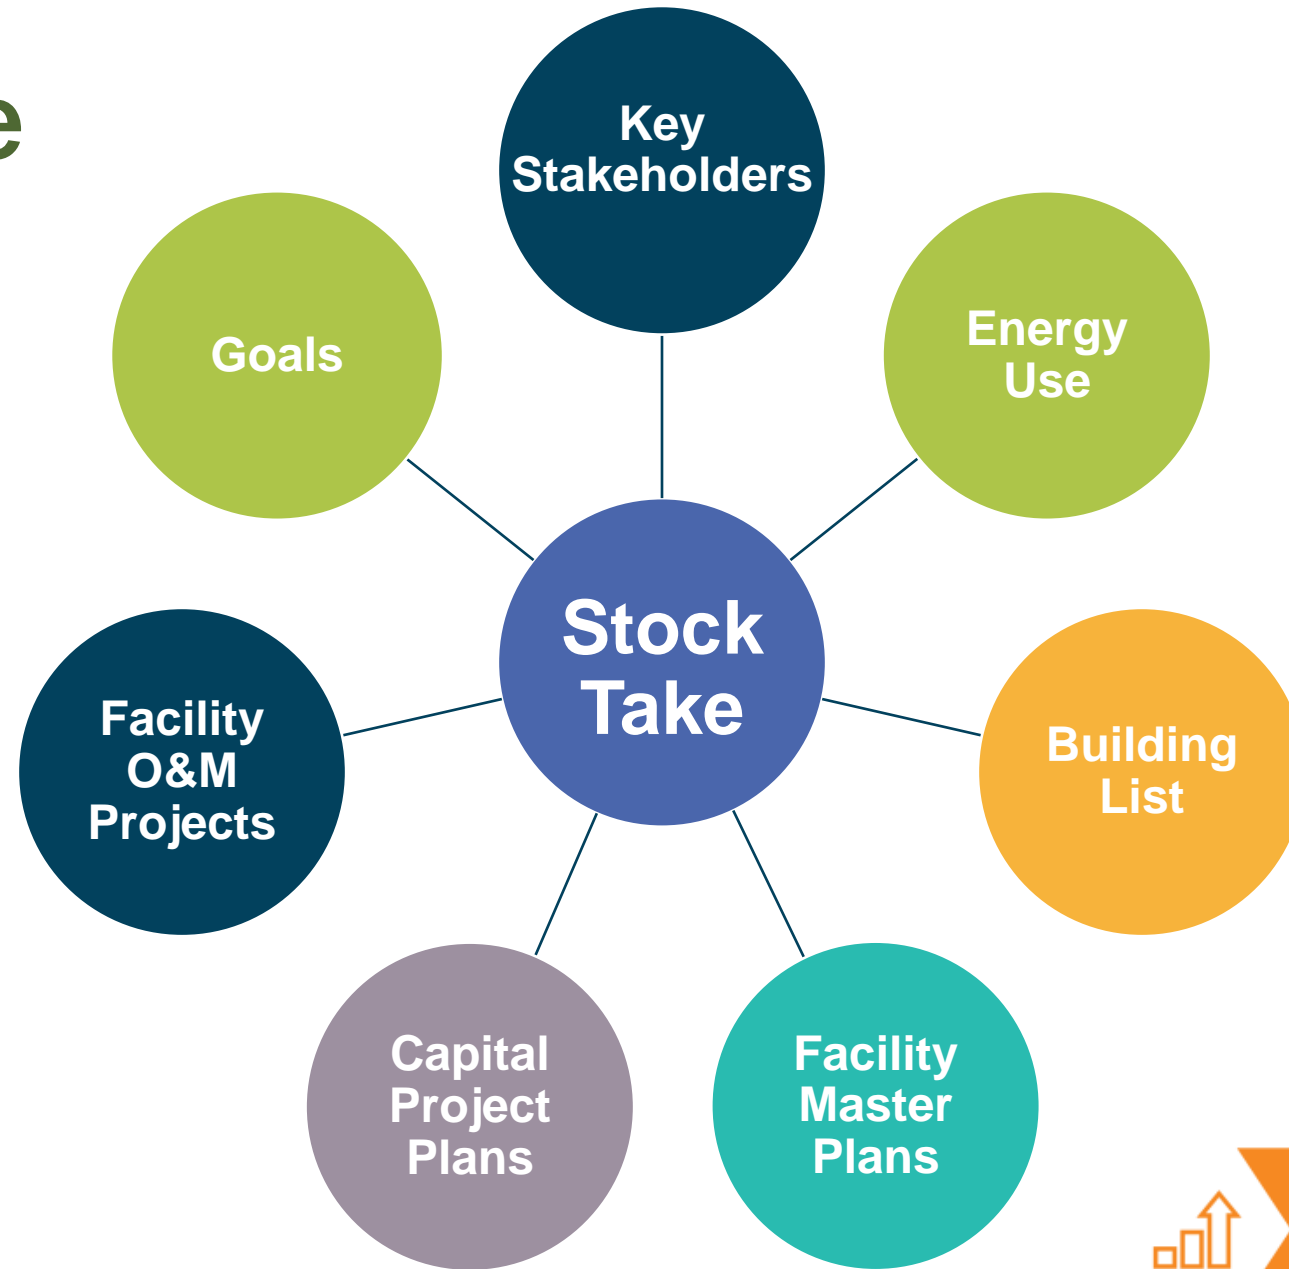 e
Key
Stakeholders
Energy
Use
Goals
Stock
Take
Building
List
Facility
O&M
Projects
Capital
Project
Plans
Facility
Master
Plans